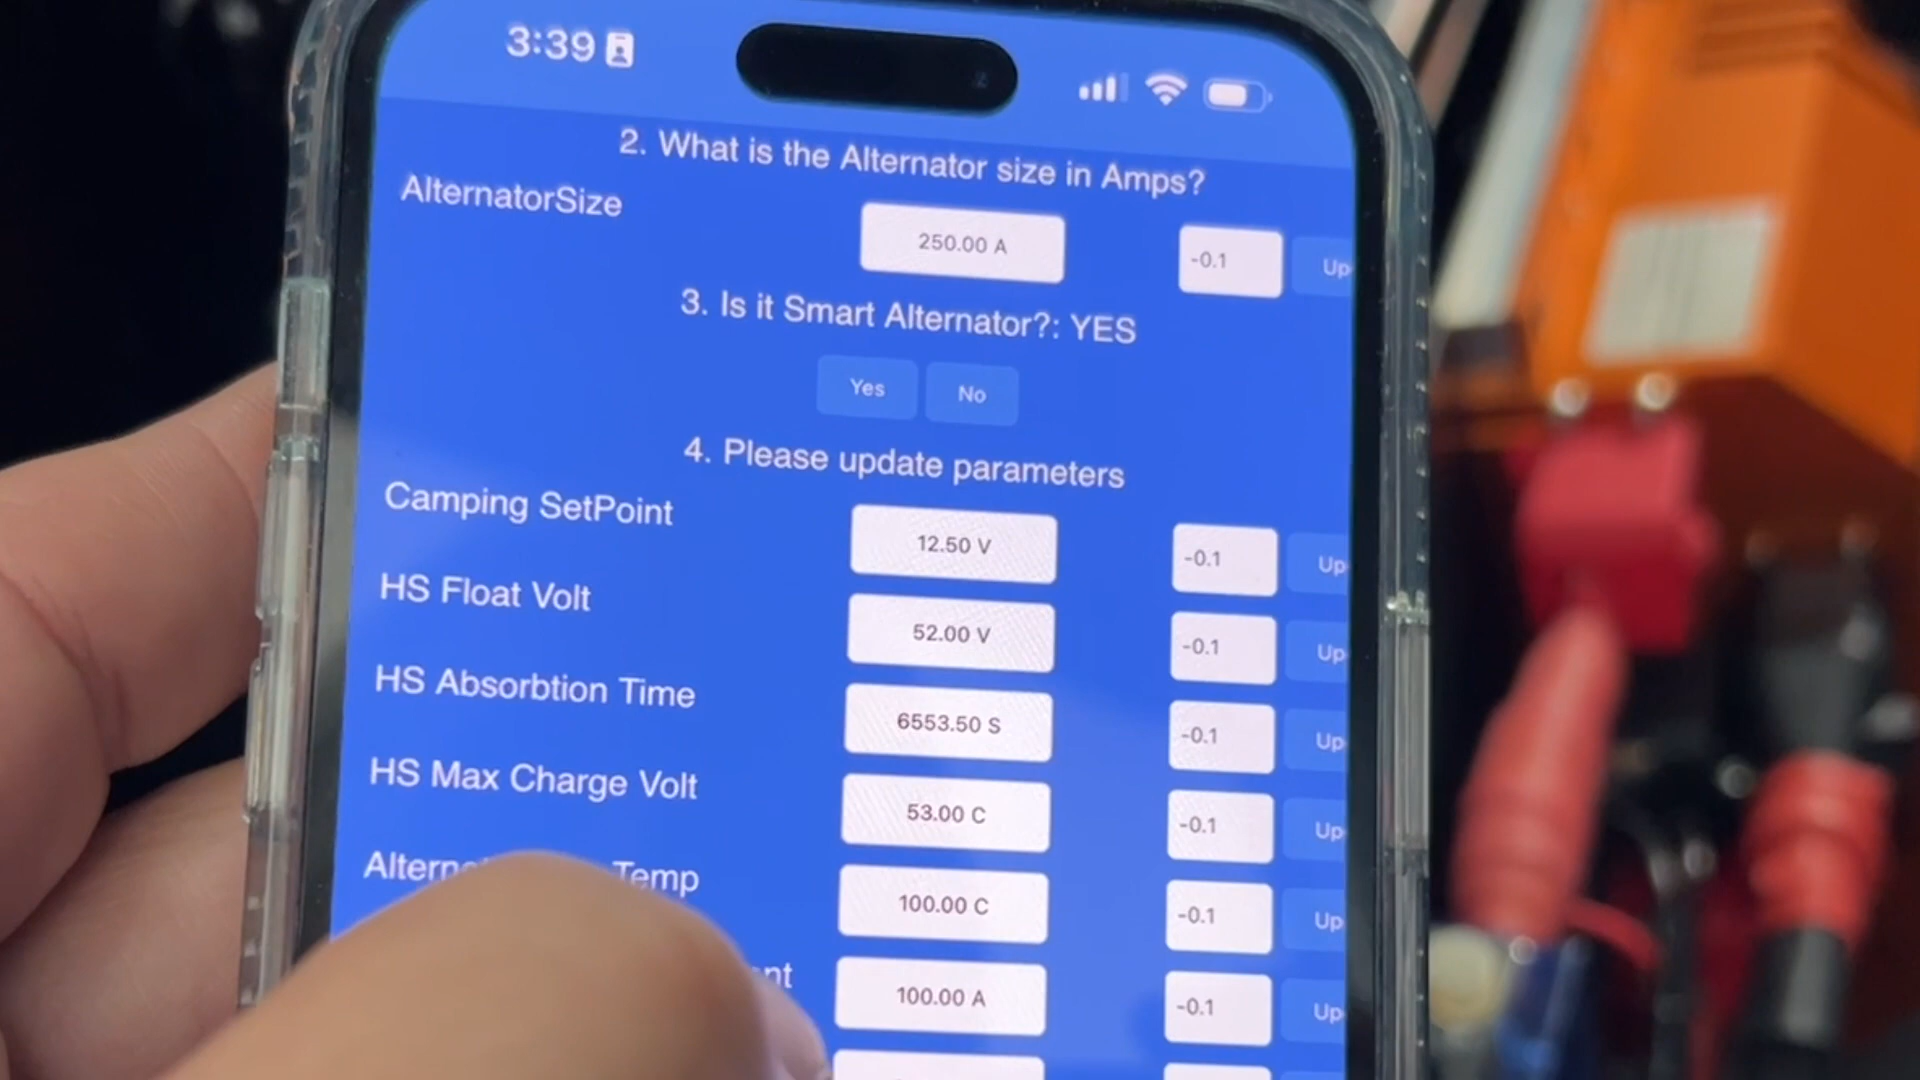 3:39
2. What is the Alternator size in Amps?
AlternatorSize
250.00 A
-0.1
Up
3. Is it Smart Alternator?: YES
Yes
No
4. Please update parameters
Camping SetPoint
12.50 V
-0.1
Up
HS Float Volt
52.00 V
-0.1
Up
HS Absorbtion Time
6553.50 S
-0.1
Up
HS Max Charge Volt
53.00 C
-0.1
Up
Temp
100.00 C
-0.1
Up
100.00 A
-0.1
Up